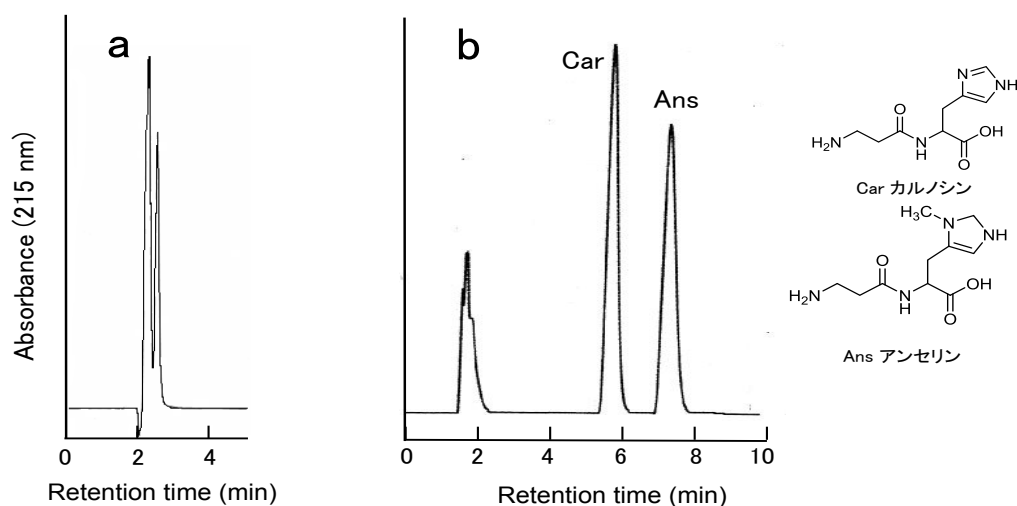 a
Absorbance (215 nm)
0 2 4
Retention time (min)
b
Car
Ans
0 2 4 6 8 10
Retention time (min)
N
NH
O
H₂N
N
H
OH
O
Car カルノシン
H₃C
N
NH
O
H₂N
N
H
OH
O
Ans アンセリン